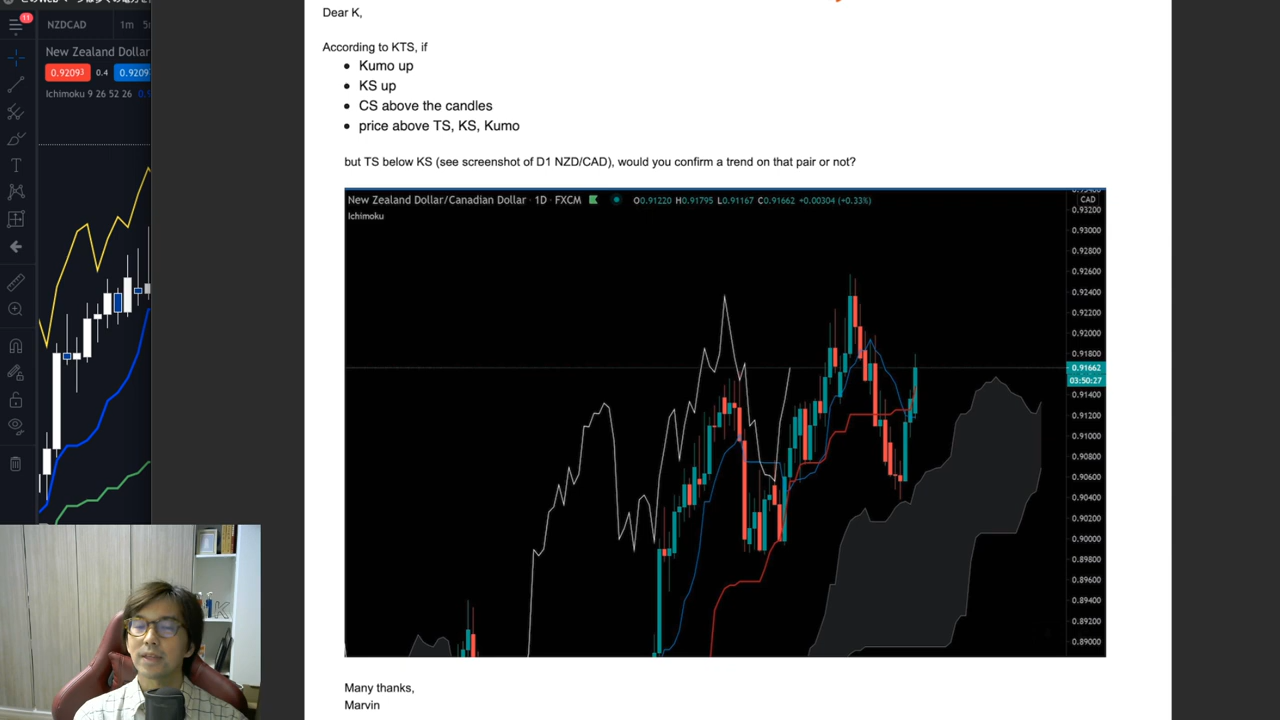 11
NZDCAD
1m
New Zealand Dollar
0.92093
0.4
0.9209
Ichimoku 9 26 52 26
Dear K,
According to KTS, if
• Kumo up
• KS up
• CS above the candles
• price above TS, KS, Kumo
but TS below KS (see screenshot of D1 NZD/CAD), would you confirm a trend on that pair or not?
New Zealand Dollar/Canadian Dollar · 1D · FXCM O0.91220 H0.91795 L0.91167 C0.91662 +0.00304 (+0.33%)
Ichimoku
CAD
0.93200
0.93000
0.92800
0.92600
0.92400
0.92200
0.92000
0.91800
0.91662
03:50:27
0.91400
0.91200
0.91000
0.90800
0.90600
0.90400
0.90200
0.90000
0.89800
0.89600
0.89400
0.89200
0.89000
Many thanks,
Marvin